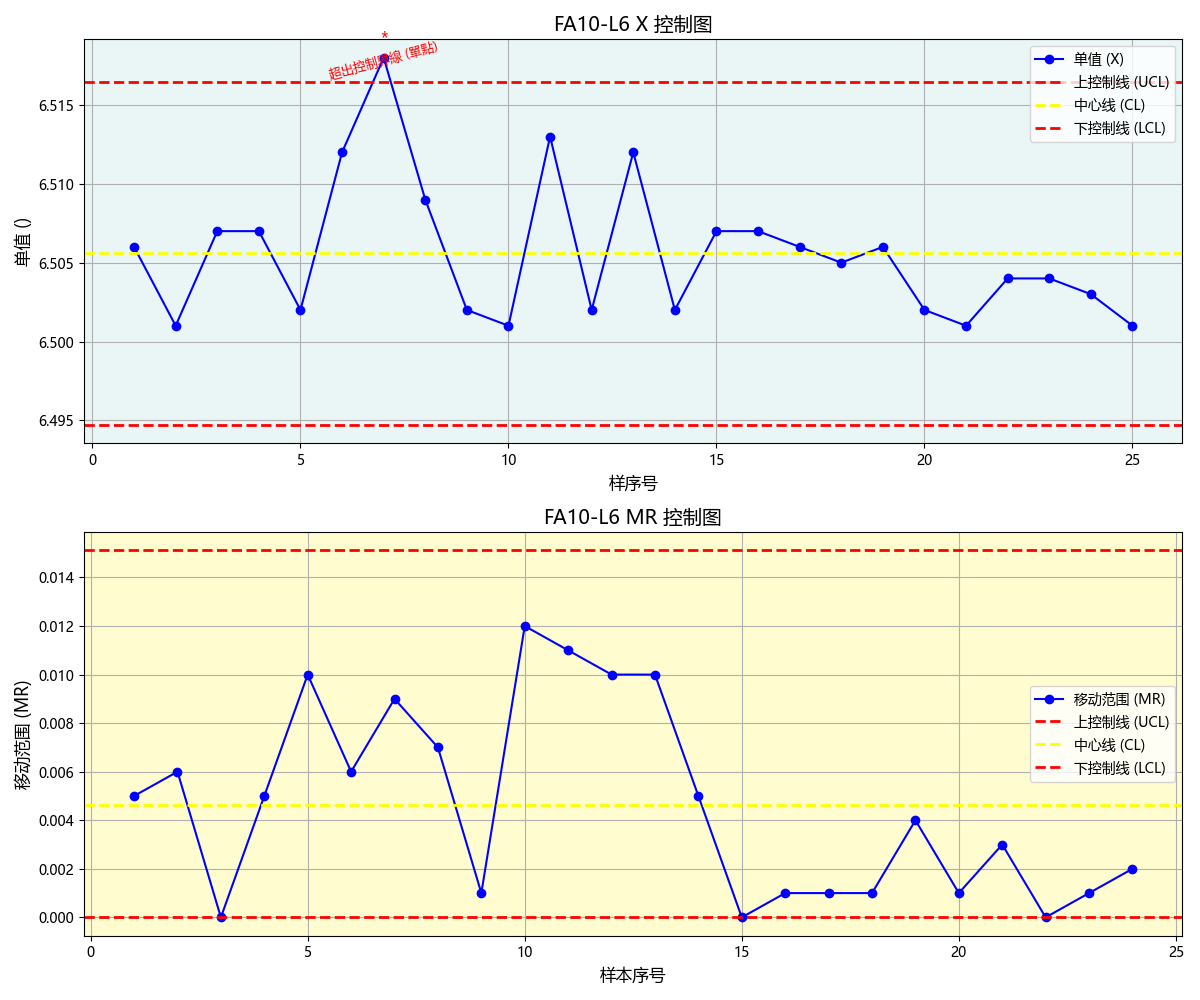 FA10-L6 X 控制图
*
超出控制界線 (單點)
单值 (X)
上控制线 (UCL)
中心线 (CL)
下控制线 (LCL)
单值 ()
6.515
6.510
6.505
6.500
6.495
0 5 10 15 20 25
样序号
FA10-L6 MR 控制图
移动范围 (MR)
上控制线 (UCL)
中心线 (CL)
下控制线 (LCL)
移动范围 (MR)
0.014
0.012
0.010
0.008
0.006
0.004
0.002
0.000
0 5 10 15 20 25
样本序号